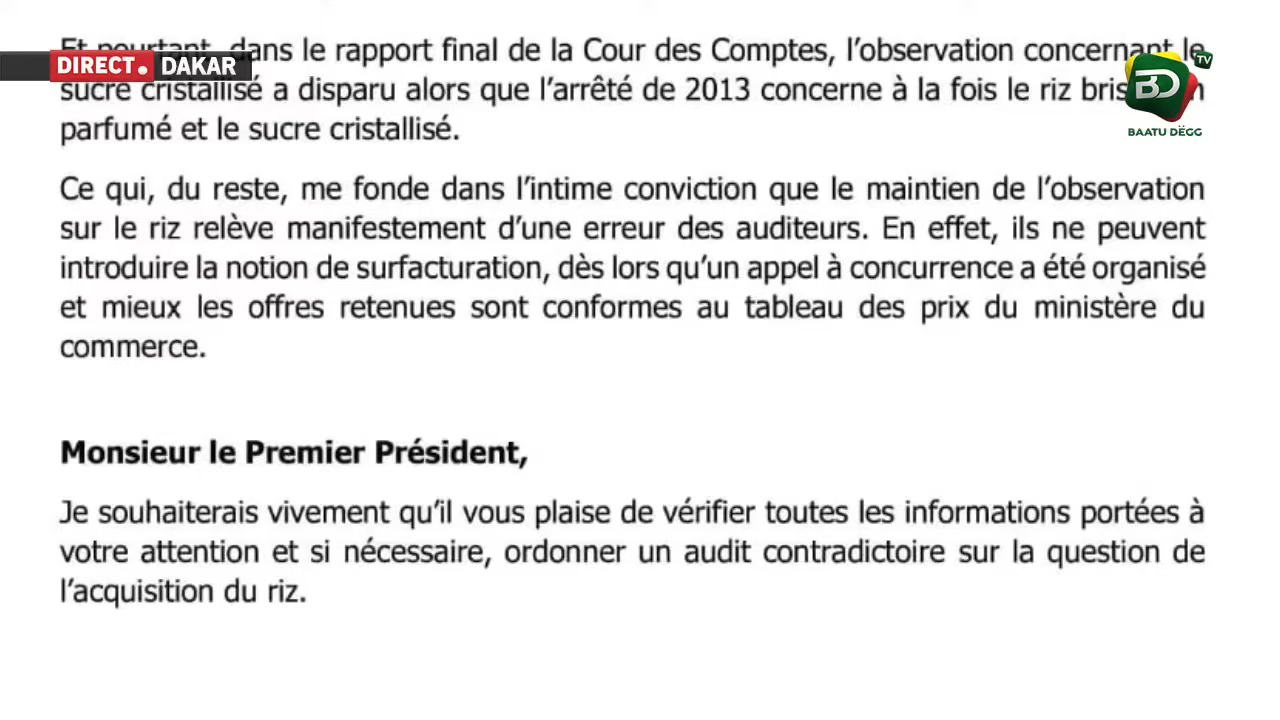 Et pourtant, dans le rapport final de la Cour des Comptes, l'observation concernant le
DIRECT. DAKAR
TV
BD
sucre cristallisé a disparu alors que l'arrêté de 2013 concerne à la fois le riz
parfumé et le sucre cristallisé.
BAATU DËGG
Ce qui, du reste, me fonde dans l'intime conviction que le maintien de l'observation
sur le riz relève manifestement d'une erreur des auditeurs. En effet, ils ne peuvent
introduire la notion de surfacturation, dès lors qu'un appel à concurrence a été organisé
et mieux les offres retenues sont conformes au tableau des prix du ministère du
commerce.
Monsieur le Premier Président,
Je souhaiterais vivement qu'il vous plaise de vérifier toutes les informations portées à
votre attention et si nécessaire, ordonner un audit contradictoire sur la question de
l'acquisition du riz.